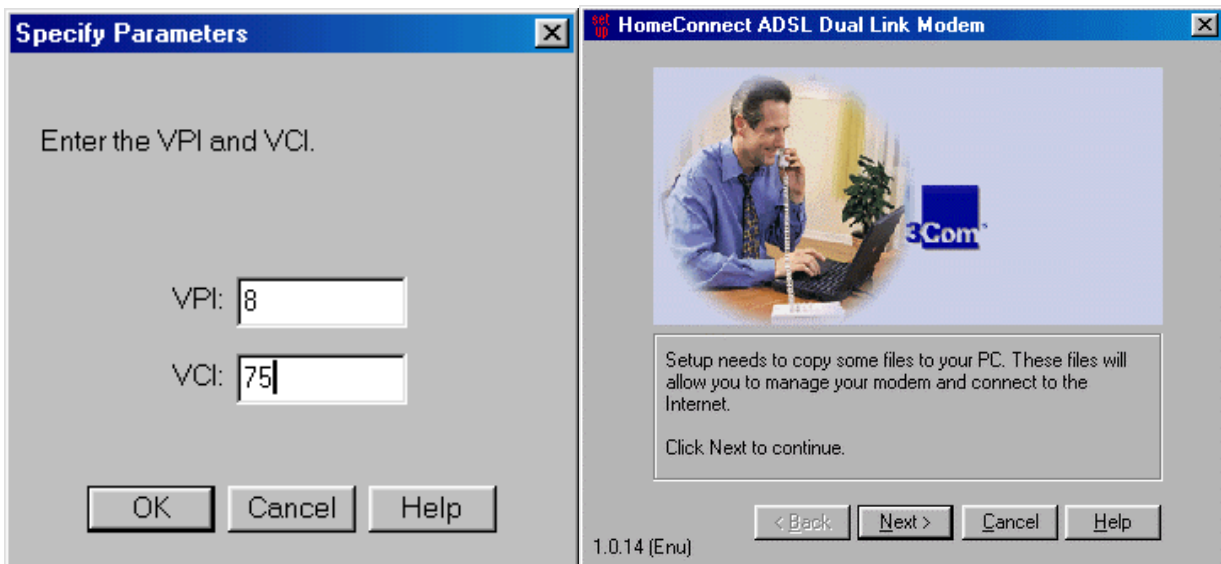 Specify Parameters
Enter the VPI and VCI.
VPI: 8
VCI: 75
OK Cancel Help
set up HomeConnect ADSL Dual Link Modem
3Com
Setup needs to copy some files to your PC. These files will
allow you to manage your modem and connect to the
Internet.
Click Next to continue.
< Back Next > Cancel Help
1.0.14 (Enu)